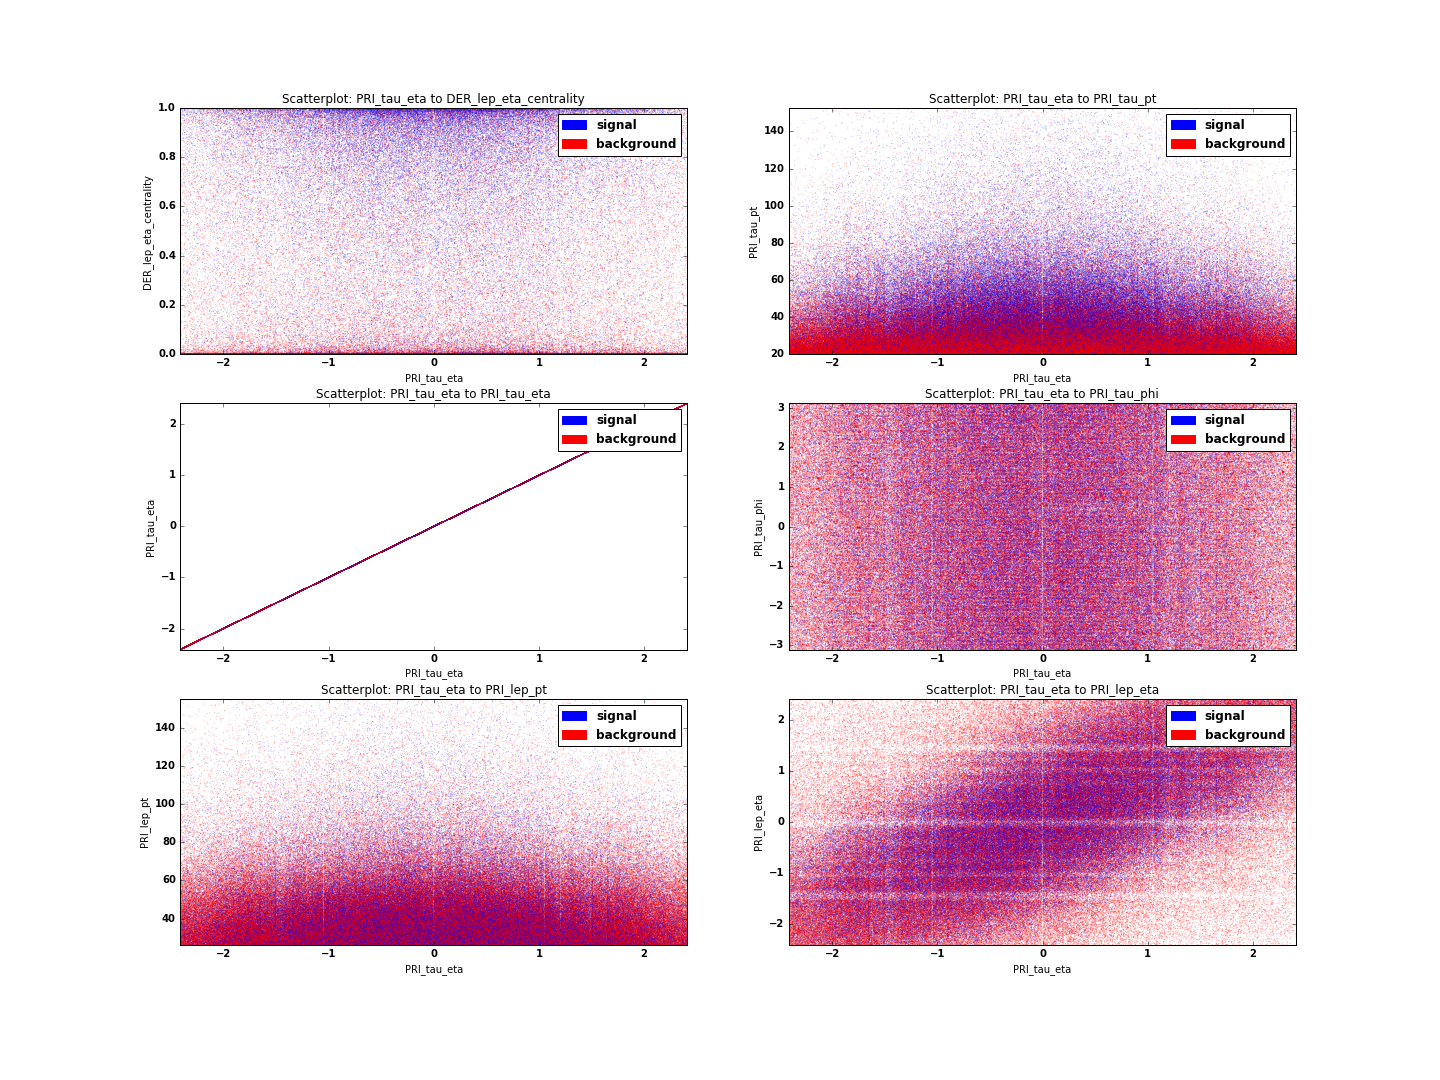 Scatterplot: PRI_tau_eta to DER_lep_eta_centrality
1.0
0.8
0.6
0.4
0.2
0.0
DER_lep_eta_centrality
signal
background
−2
−1
0
1
2
PRI_tau_eta
Scatterplot: PRI_tau_eta to PRI_tau_pt
140
120
100
80
60
40
20
PRI_tau_pt
signal
background
−2
−1
0
1
2
PRI_tau_eta
Scatterplot: PRI_tau_eta to PRI_tau_eta
2
1
0
−1
−2
PRI_tau_eta
signal
background
−2
−1
0
1
2
PRI_tau_eta
Scatterplot: PRI_tau_eta to PRI_tau_phi
3
2
1
0
−1
−2
−3
PRI_tau_phi
signal
background
−2
−1
0
1
2
PRI_tau_eta
Scatterplot: PRI_tau_eta to PRI_lep_pt
140
120
100
80
60
40
PRI_lep_pt
signal
background
−2
−1
0
1
2
PRI_tau_eta
Scatterplot: PRI_tau_eta to PRI_lep_eta
2
1
0
−1
−2
PRI_lep_eta
signal
background
−2
−1
0
1
2
PRI_tau_eta